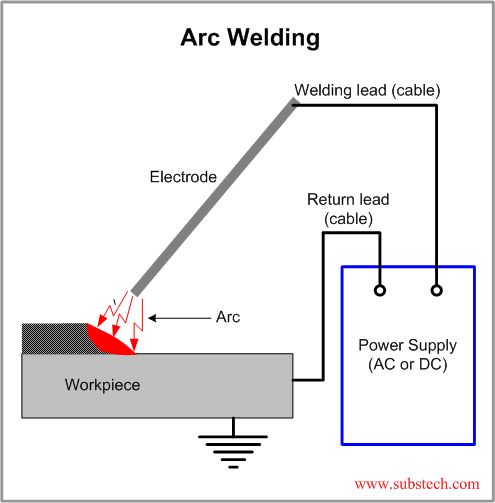 Arc Welding
Welding lead (cable)
Electrode
Return lead
(cable)
Arc
Power Supply
(AC or DC)
Workpiece
www.substech.com